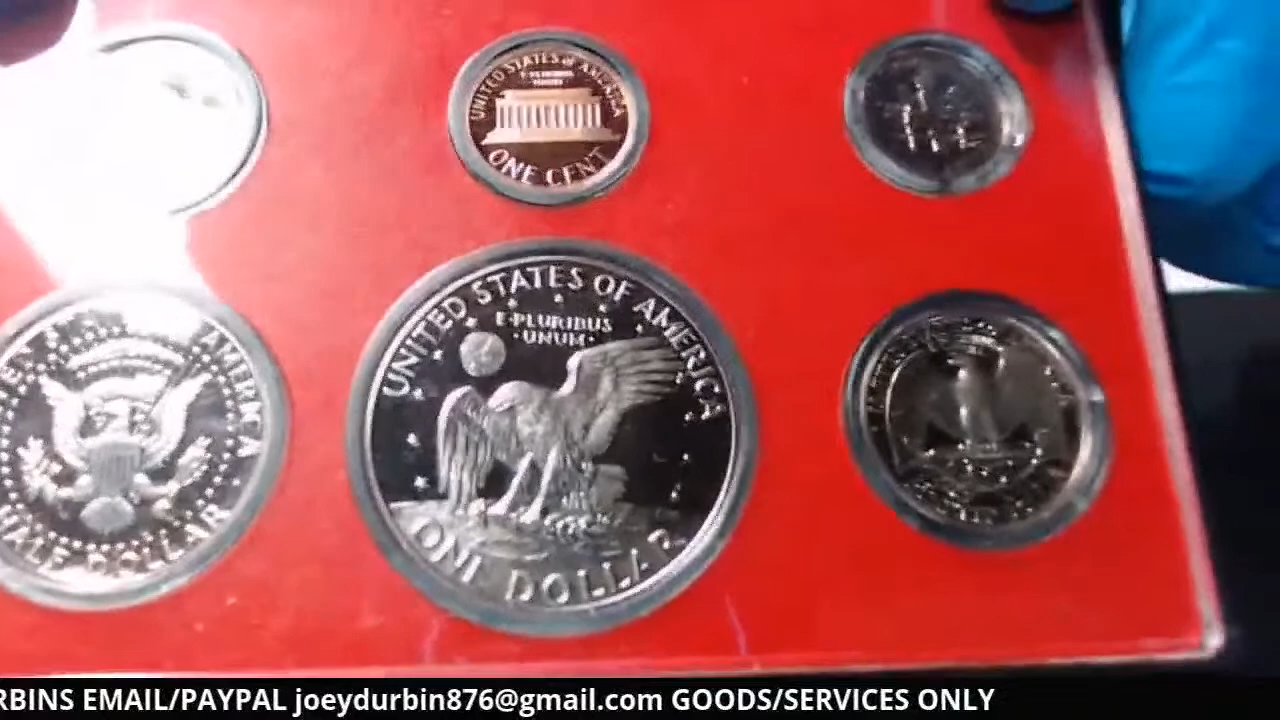 UNITED STATES of AMERICA
ONE CENT
UNITED STATES OF AMERICA
E·PLURIBUS
·UNUM·
ONE DOLLAR
AMERICA
HALF DOLLAR
RBINS EMAIL/PAYPAL joeydurbin876@gmail.com GOODS/SERVICES ONLY